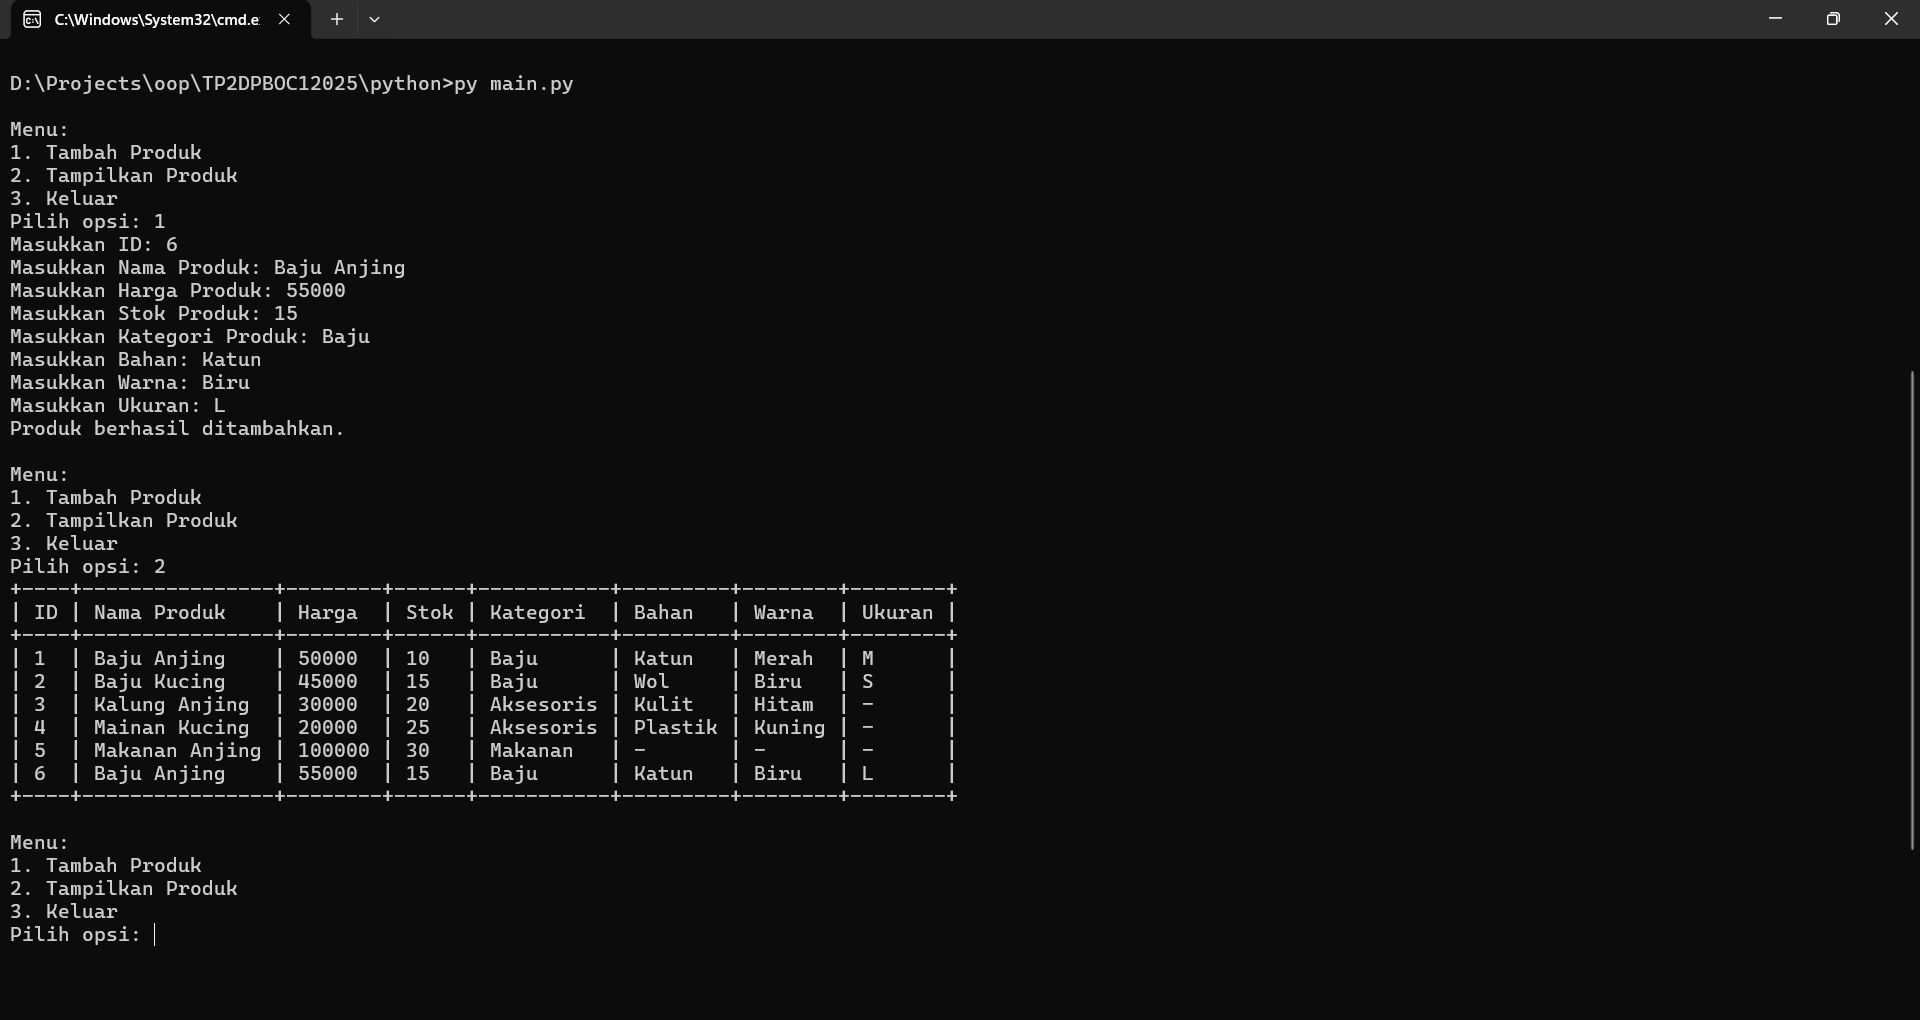 C:\Windows\System32\cmd.e
D:\Projects\oop\TP2DPBOC12025\python>py main.py
Menu:
1. Tambah Produk
2. Tampilkan Produk
3. Keluar
Pilih opsi: 1
Masukkan ID: 6
Masukkan Nama Produk: Baju Anjing
Masukkan Harga Produk: 55000
Masukkan Stok Produk: 15
Masukkan Kategori Produk: Baju
Masukkan Bahan: Katun
Masukkan Warna: Biru
Masukkan Ukuran: L
Produk berhasil ditambahkan.
Menu:
1. Tambah Produk
2. Tampilkan Produk
3. Keluar
Pilih opsi: 2
+----+----------------+--------+------+-----------+---------+--------+--------+
| ID | Nama Produk    | Harga  | Stok | Kategori  | Bahan   | Warna  | Ukuran |
+----+----------------+--------+------+-----------+---------+--------+--------+
| 1  | Baju Anjing    | 50000  | 10   | Baju      | Katun   | Merah  | M      |
| 2  | Baju Kucing    | 45000  | 15   | Baju      | Wol     | Biru   | S      |
| 3  | Kalung Anjing  | 30000  | 20   | Aksesoris | Kulit   | Hitam  | -      |
| 4  | Mainan Kucing  | 20000  | 25   | Aksesoris | Plastik | Kuning | -      |
| 5  | Makanan Anjing | 100000 | 30   | Makanan   | -       | -      | -      |
| 6  | Baju Anjing    | 55000  | 15   | Baju      | Katun   | Biru   | L      |
+----+----------------+--------+------+-----------+---------+--------+--------+
Menu:
1. Tambah Produk
2. Tampilkan Produk
3. Keluar
Pilih opsi: